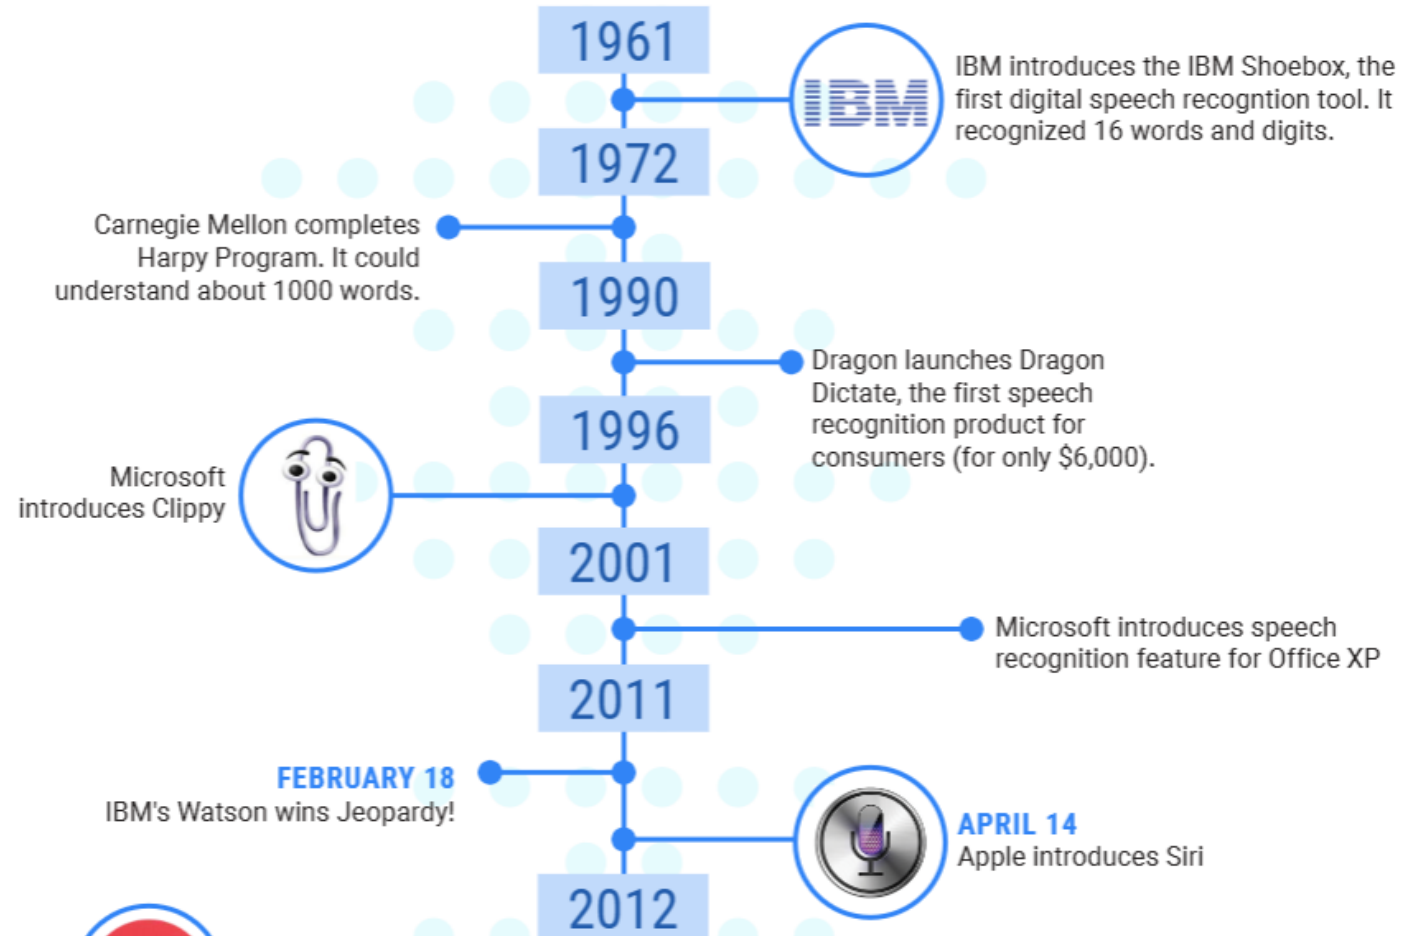 1961
IBM
IBM introduces the IBM Shoebox, the
first digital speech recogntion tool. It
recognized 16 words and digits.
1972
Carnegie Mellon completes
Harpy Program. It could
understand about 1000 words.
1990
Dragon launches Dragon
Dictate, the first speech
recognition product for
consumers (for only $6,000).
1996
Microsoft
introduces Clippy
2001
Microsoft introduces speech
recognition feature for Office XP
2011
FEBRUARY 18
IBM's Watson wins Jeopardy!
APRIL 14
Apple introduces Siri
2012